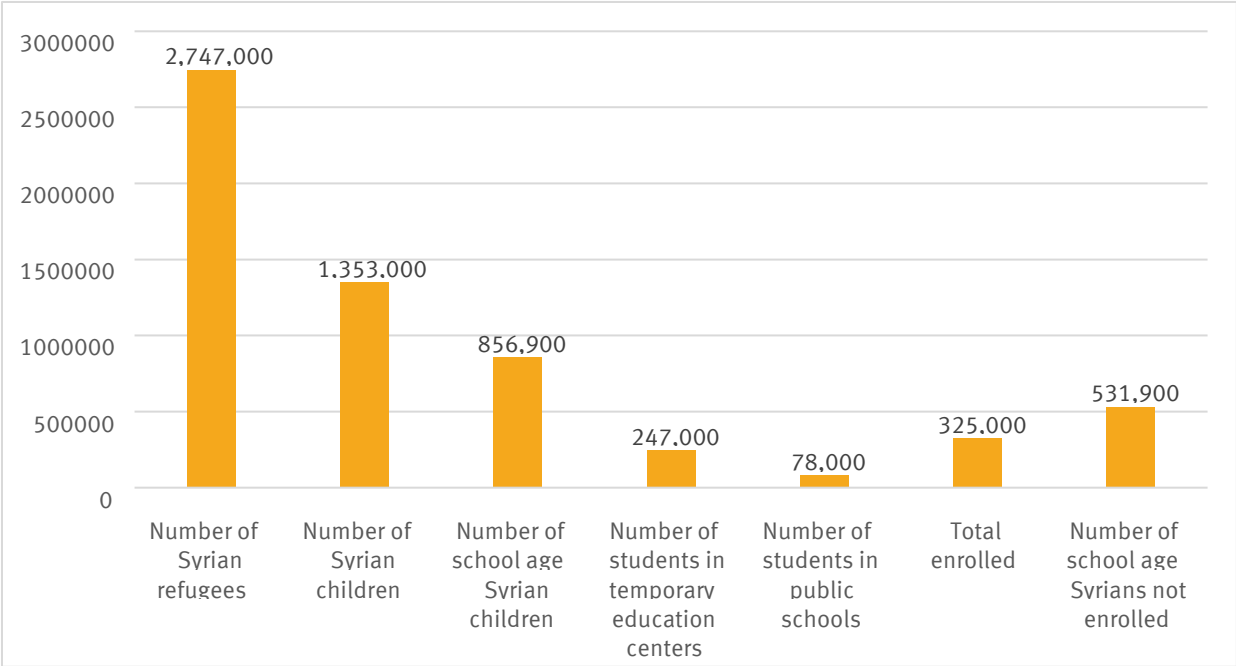 3000000
2,747,000
2500000
2000000
1500000
1,353,000
1000000
856,900
531,900
500000
325,000
247,000
78,000
0
Number of
Syrian
refugees
Number of
Syrian
children
Number of
school age
Syrian
children
Number of
students in
temporary
education
centers
Number of
students in
public
schools
Total
enrolled
Number of
school age
Syrians not
enrolled